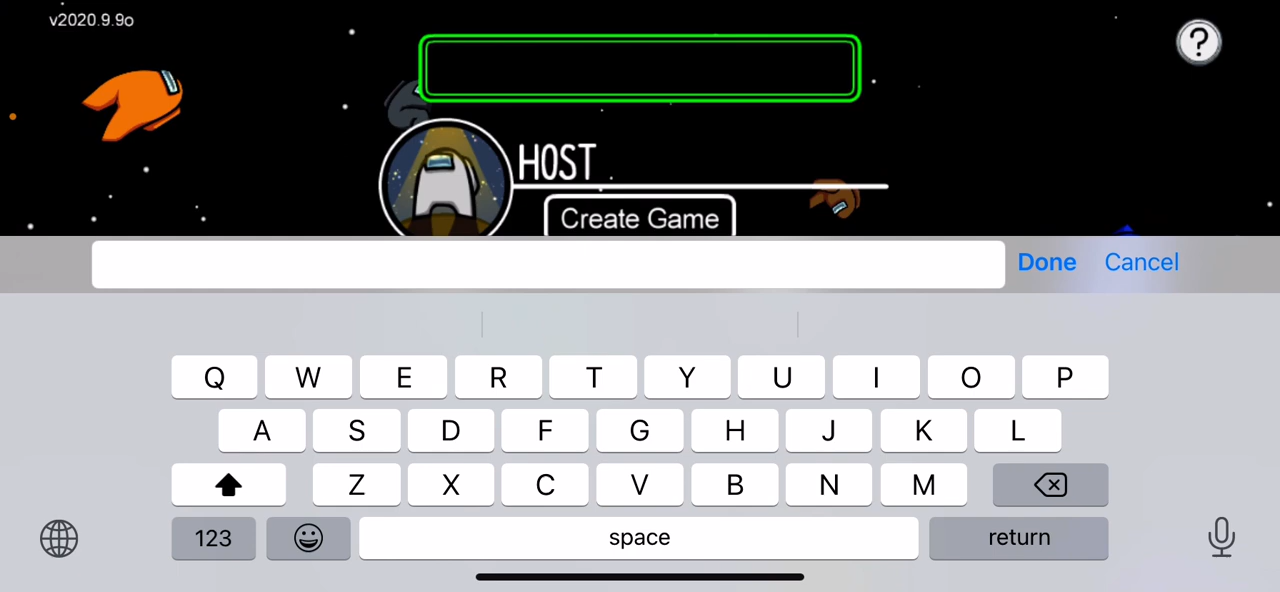 v2020.9.9o
?
HOST
Create Game
Done Cancel
Q W E R T Y U I O P
A S D F G H J K L
Z X C V B N M
123 space return